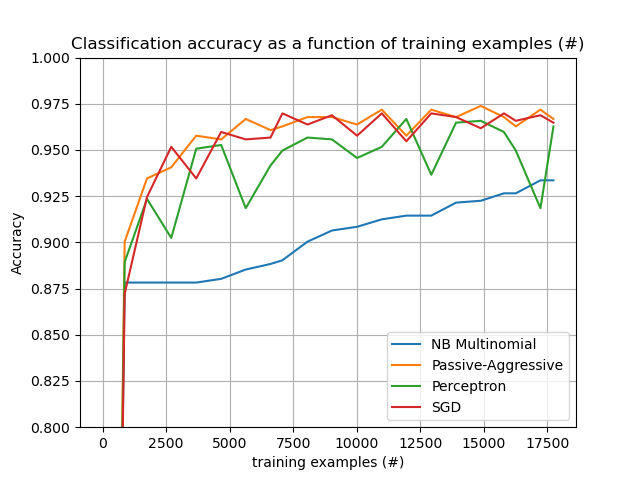 Classification accuracy as a function of training examples (#)
1.000
0.975
0.950
0.925
0.900
0.875
0.850
0.825
0.800
Accuracy
NB Multinomial
Passive-Aggressive
Perceptron
SGD
0 2500 5000 7500 10000 12500 15000 17500
training examples (#)